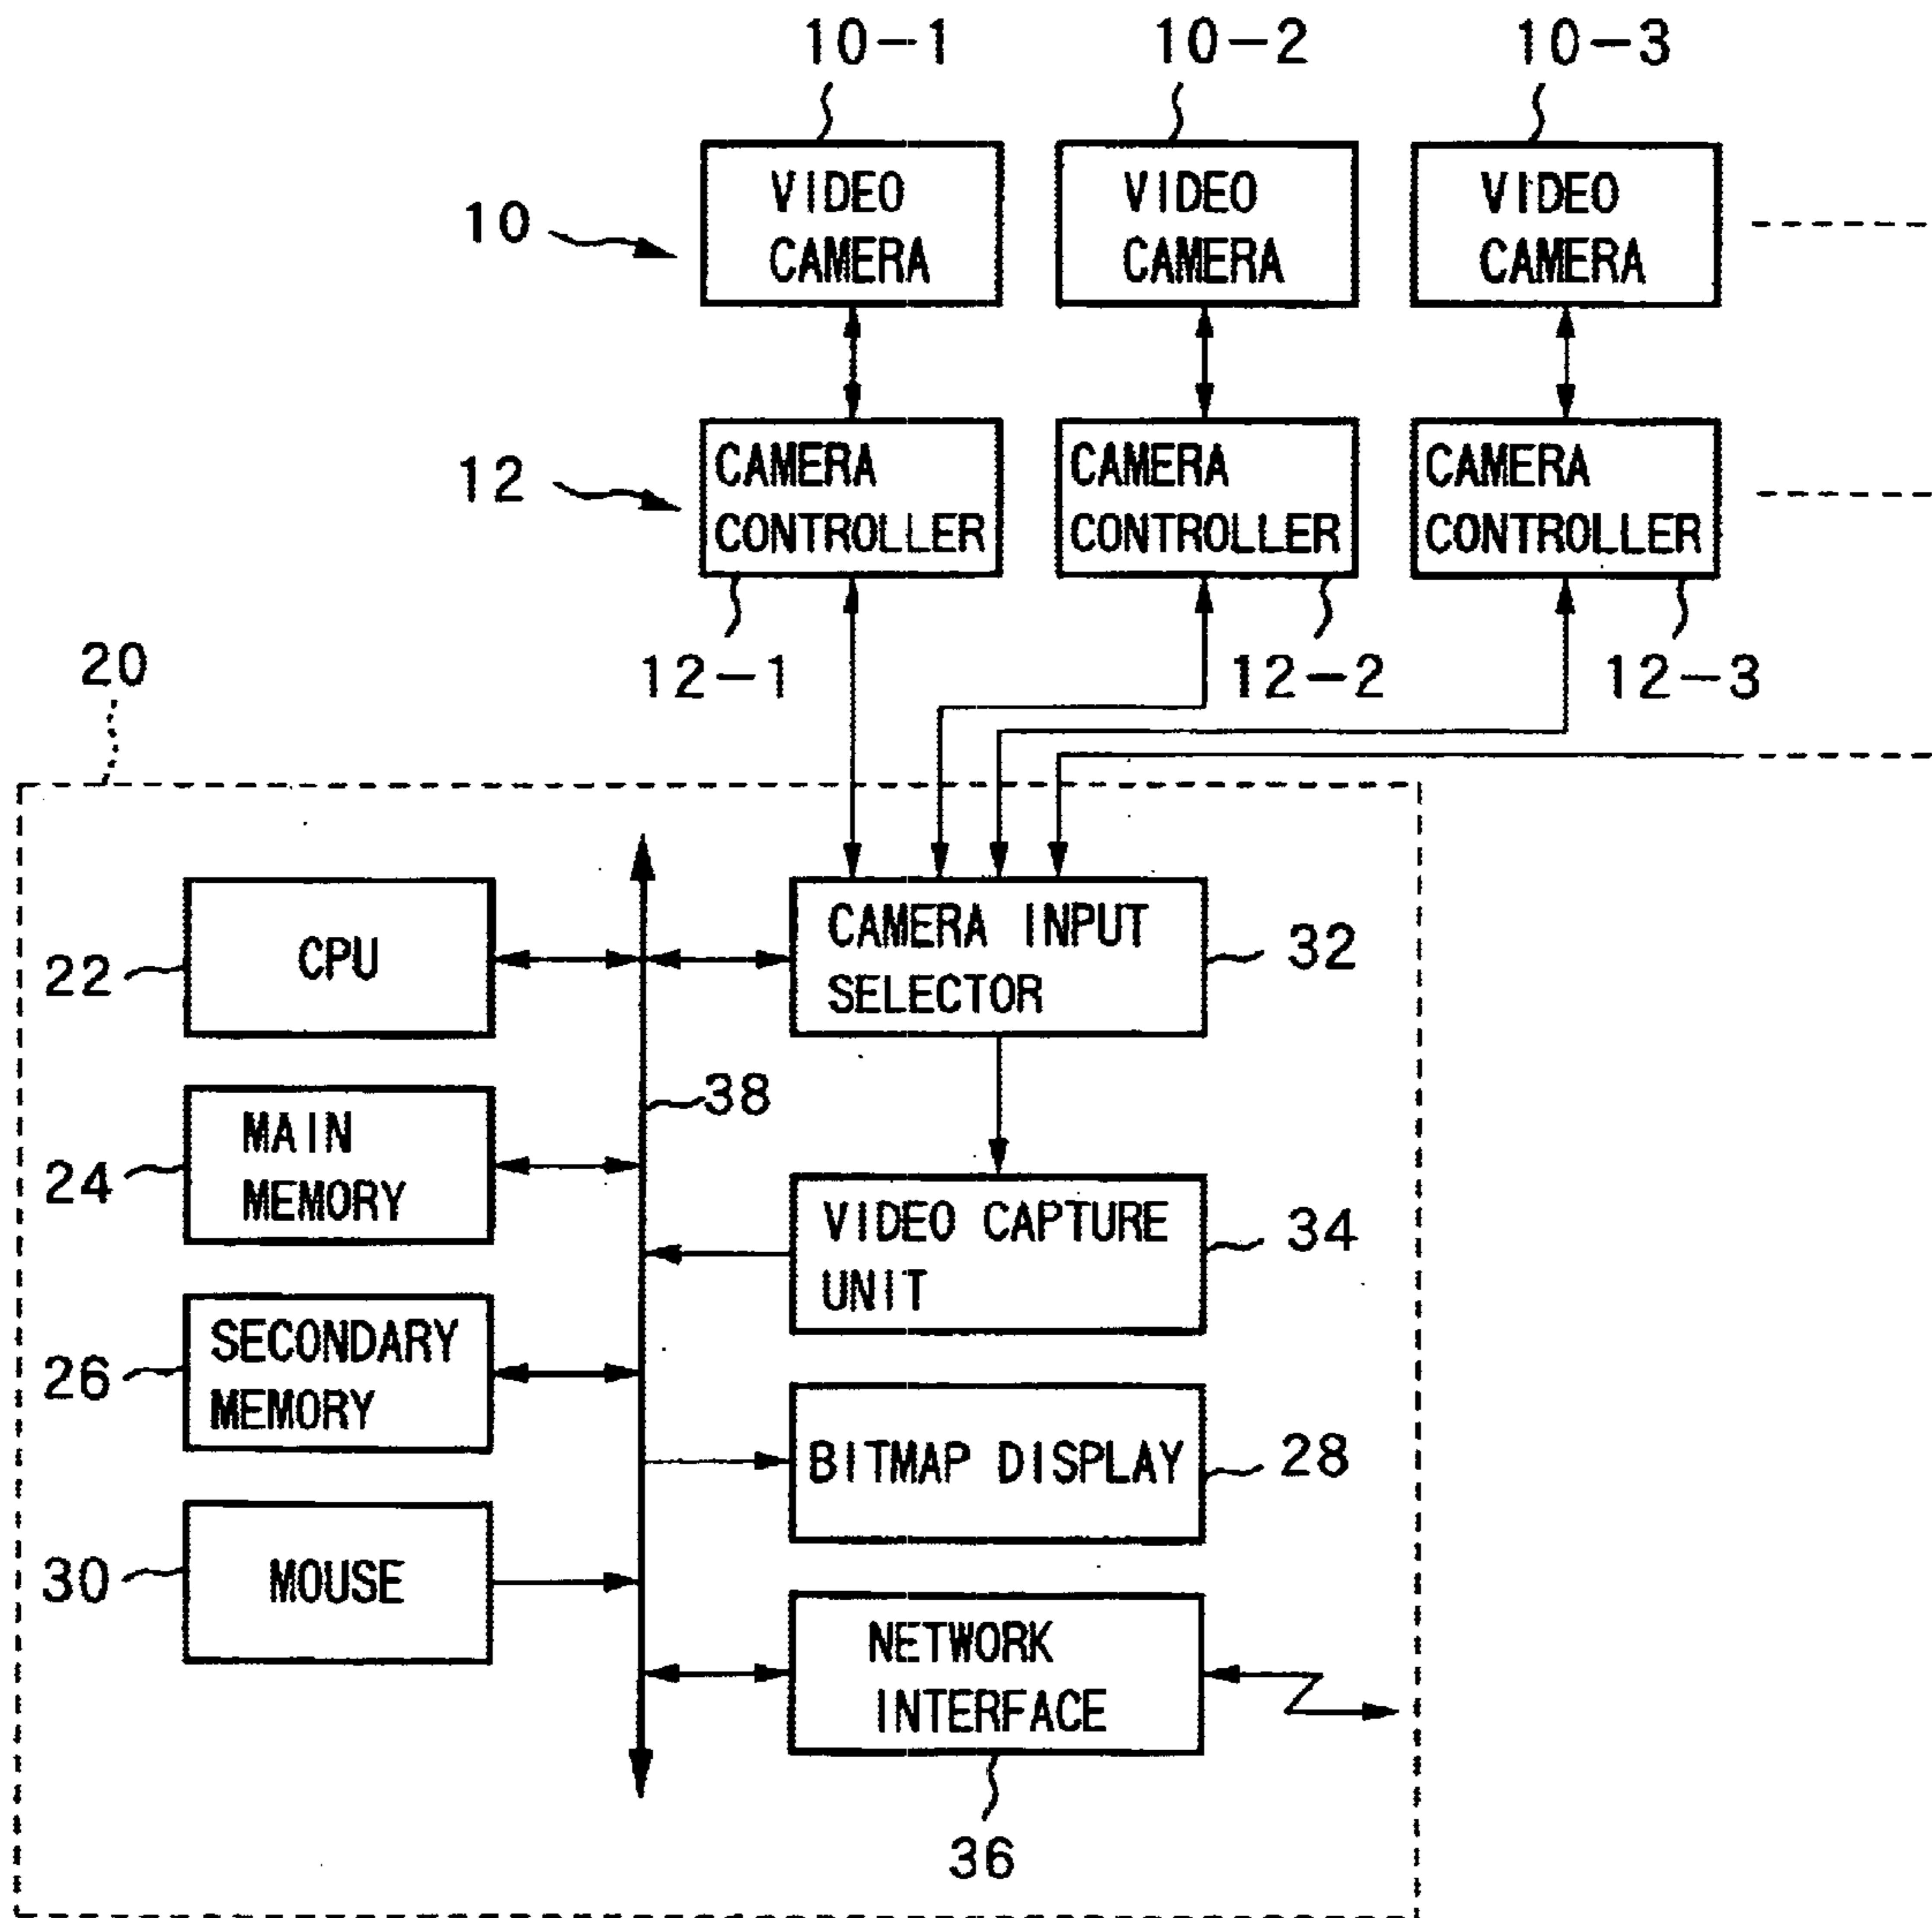 10-1 10-2 10-3
VIDEO CAMERA
VIDEO CAMERA
VIDEO CAMERA
10
CAMERA CONTROLLER
CAMERA CONTROLLER
CAMERA CONTROLLER
12
12-1 12-2 12-3
20
CPU
22
CAMERA INPUT
SELECTOR
32
38
MAIN
MEMORY
24
VIDEO CAPTURE
UNIT
34
SECONDARY
MEMORY
26
BITMAP DISPLAY
28
MOUSE
30
NETWORK
INTERFACE
36